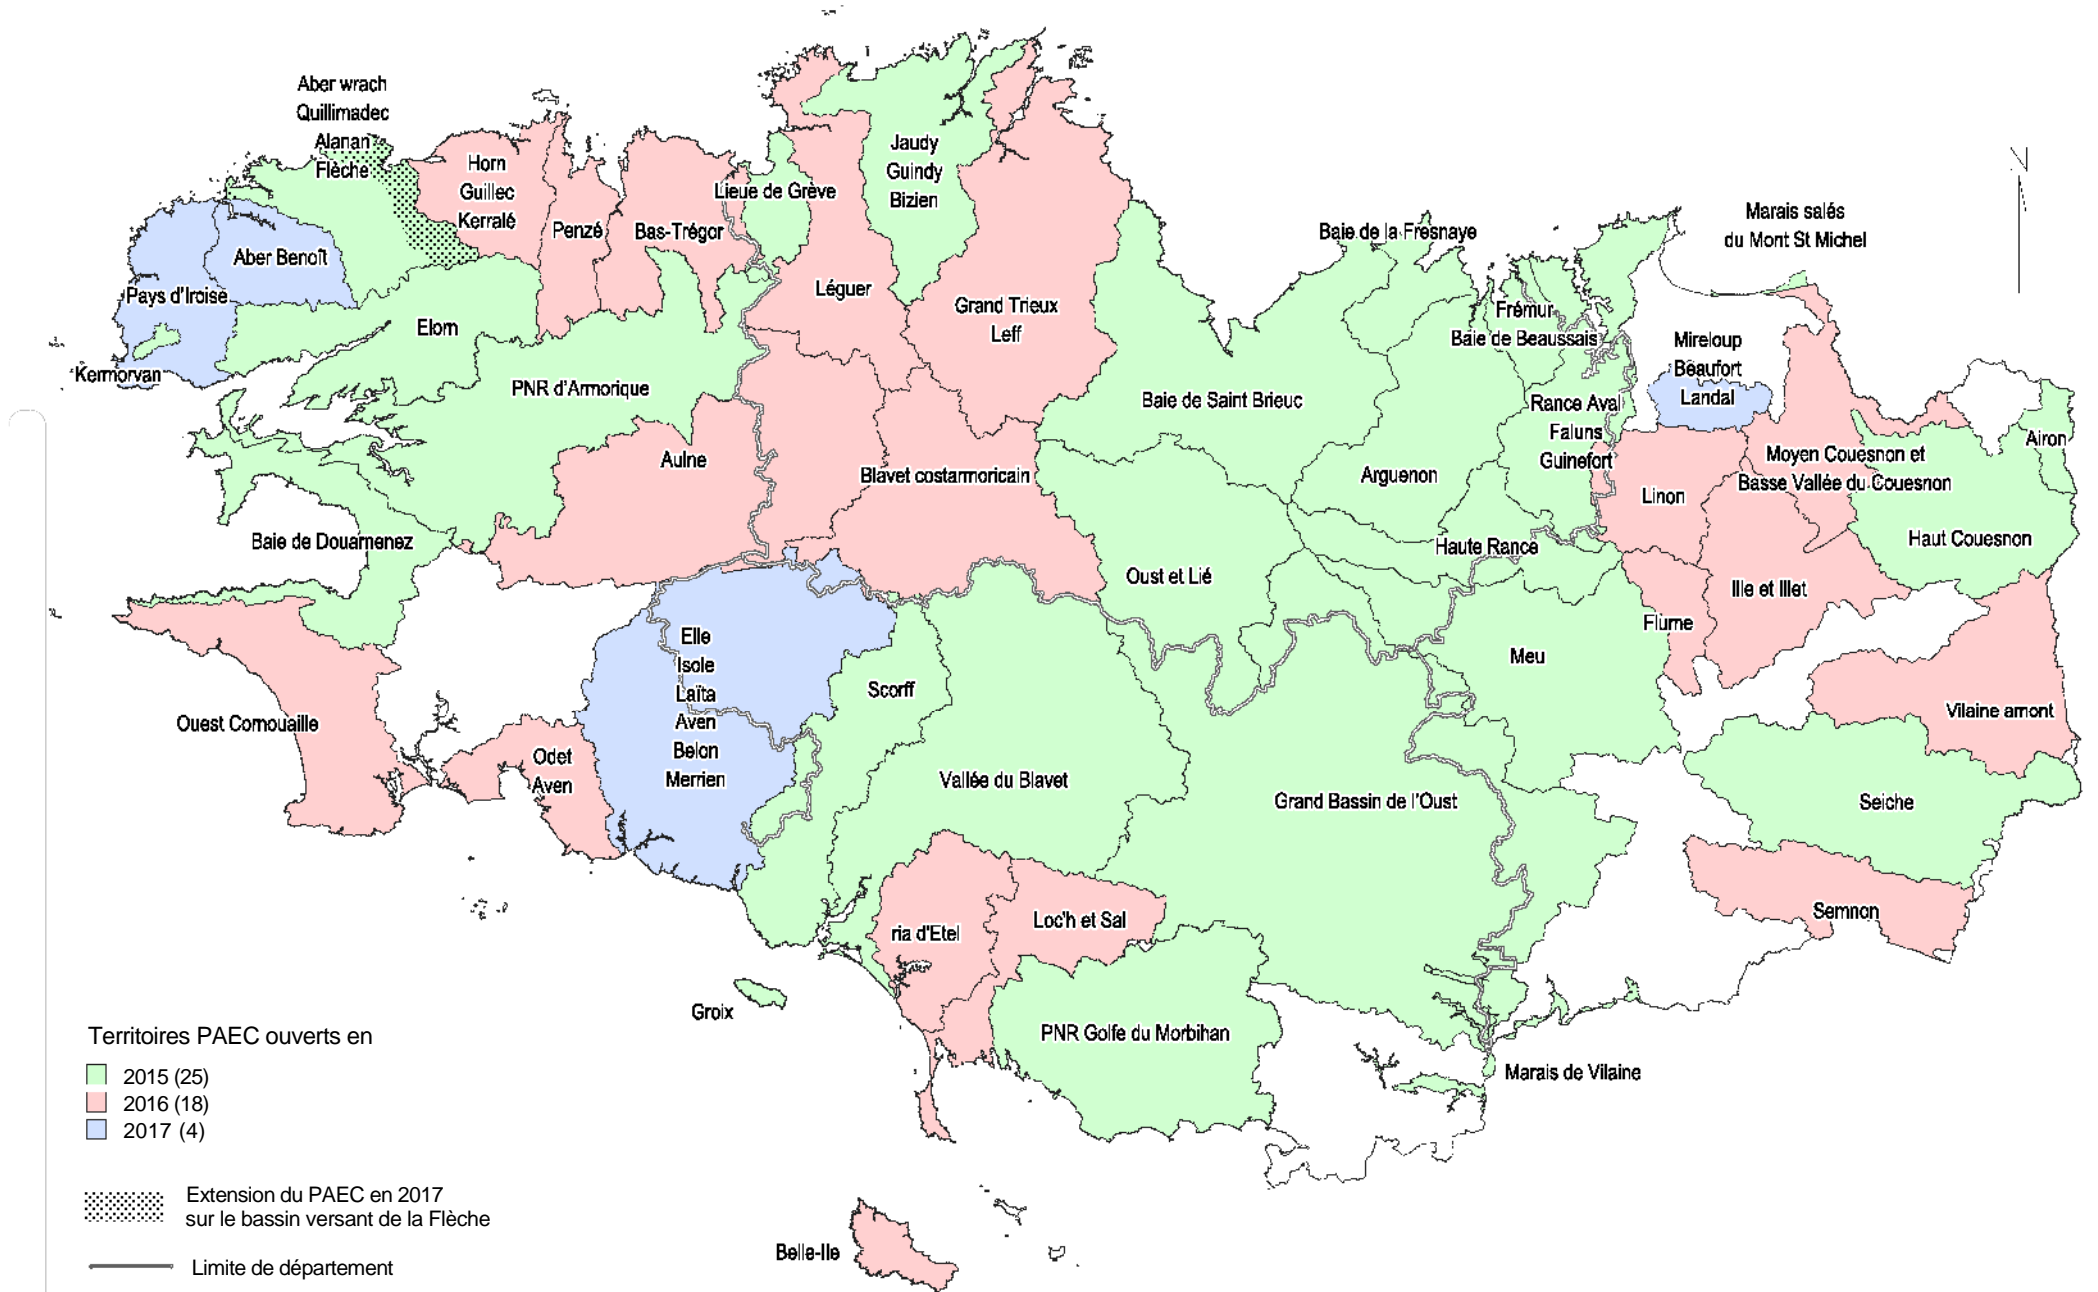 Aber wrach
Quillimadec
Alanan
Flèche
Horn
Guillec
Kerralé
Penzé
Bas-Trégor
Lieue de Grève
Jaudy
Guindy
Bizien
Aber Benoît
Pays d'Iroise
Kermorvan
Elorn
PNR d'Armorique
Léguer
Grand Trieux
Leff
Baie de la Fresnaye
Marais salés
du Mont St Michel
Frémur
Baie de Beaussais
Mireloup
Beaufort
Landal
Baie de Saint Brieuc
Rance Aval
Faluns
Guinefort
Airon
Aulne
Blavet costarmoricain
Arguenon
Linon
Moyen Couesnon et
Basse Vallée du Couesnon
Baie de Douarnenez
Haut Couesnon
Haute Rance
Oust et Lié
Ille et Illet
Flume
Elle
Isole
Laïta
Aven
Belon
Merrien
Scorff
Meu
Ouest Cornouaille
Vilaine amont
Odet
Aven
Vallée du Blavet
Grand Bassin de l'Oust
Seiche
ria d'Etel
Loc'h et Sal
Semnon
Groix
PNR Golfe du Morbihan
Marais de Vilaine
Belle-Ile
Territoires PAEC ouverts en
2015 (25)
2016 (18)
2017 (4)
Extension du PAEC en 2017
sur le bassin versant de la Flèche
Limite de département
N